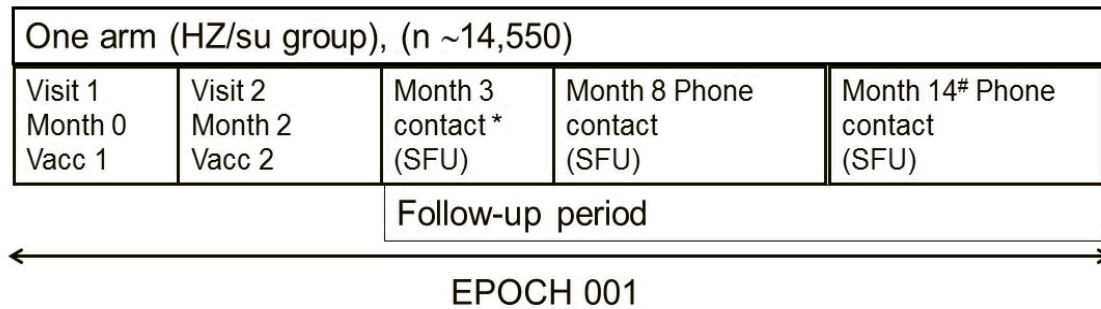 One arm (HZ/su group), (n ~14,550)
Visit 1
Month 0
Vacc 1
Visit 2
Month 2
Vacc 2
Month 3
contact *
(SFU)
Month 8 Phone
contact
(SFU)
Month 14# Phone
contact
(SFU)
Follow-up period
EPOCH 001